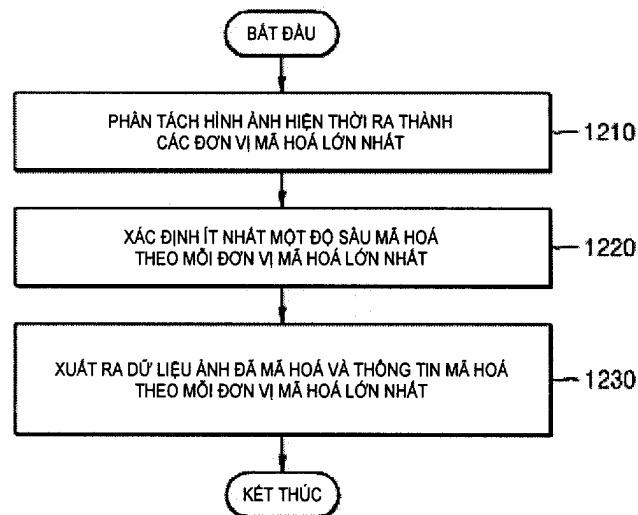 BẮT ĐẦU
PHÂN TÁCH HÌNH ẢNH HIỆN THỜI RA THÀNH
CÁC ĐƠN VỊ MÃ HOÁ LỚN NHẤT
1210
XÁC ĐỊNH ÍT NHẤT MỘT ĐỘ SÂU MÃ HOÁ
THEO MỖI ĐƠN VỊ MÃ HOÁ LỚN NHẤT
1220
XUẤT RA DỮ LIỆU ẢNH ĐÃ MÃ HOÁ VÀ THÔNG TIN MÃ HOÁ
THEO MỖI ĐƠN VỊ MÃ HOÁ LỚN NHẤT
1230
KẾT THÚC